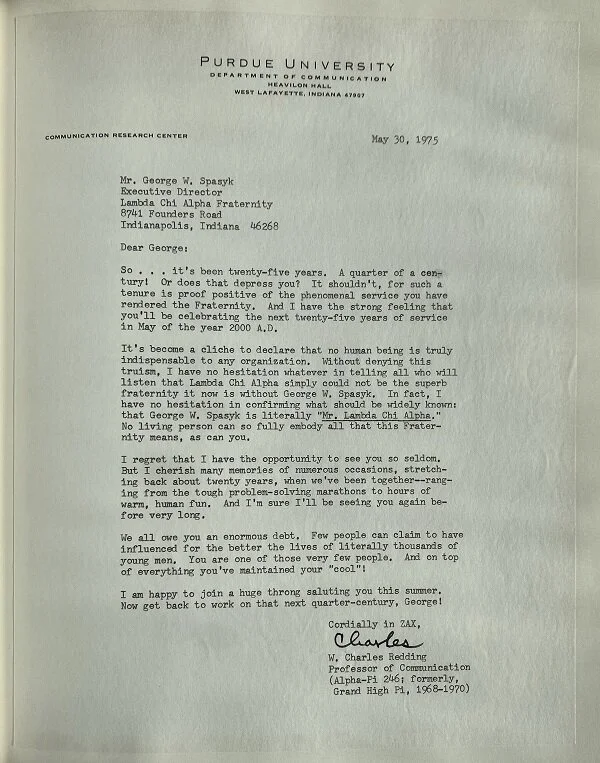 PURDUE UNIVERSITY
DEPARTMENT OF COMMUNICATION
HEAVILON HALL
WEST LAFAYETTE, INDIANA 47907
COMMUNICATION RESEARCH CENTER
May 30, 1975
Mr. George W. Spasyk
Executive Director
Lambda Chi Alpha Fraternity
8741 Founders Road
Indianapolis, Indiana 46268
Dear George:
So . . . it's been twenty-five years. A quarter of a cen-
tury! Or does that depress you? It shouldn't, for such a
tenure is proof positive of the phenomenal service you have
rendered the Fraternity. And I have the strong feeling that
you'll be celebrating the next twenty-five years of service
in May of the year 2000 A.D.
It's become a cliche to declare that no human being is truly
indispensable to any organization. Without denying this
truism, I have no hesitation whatever in telling all who will
listen that Lambda Chi Alpha simply could not be the superb
fraternity it now is without George W. Spasyk. In fact, I
have no hesitation in confirming what should be widely known:
that George W. Spasyk is literally "Mr. Lambda Chi Alpha."
No living person can so fully embody all that this Frater-
nity means, as can you.
I regret that I have the opportunity to see you so seldom.
But I cherish many memories of numerous occasions, stretch-
ing back about twenty years, when we've been together--rang-
ing from the tough problem-solving marathons to hours of
warm, human fun. And I'm sure I'll be seeing you again be-
fore very long.
We all owe you an enormous debt. Few people can claim to have
influenced for the better the lives of literally thousands of
young men. You are one of those very few people. And on top
of everything you've maintained your "cool"!
I am happy to join a huge throng saluting you this summer.
Now get back to work on that next quarter-century, George!
Cordially in ZAX,
Charles
W. Charles Redding
Professor of Communication
(Alpha-Pi 246; formerly,
Grand High Pi, 1968-1970)